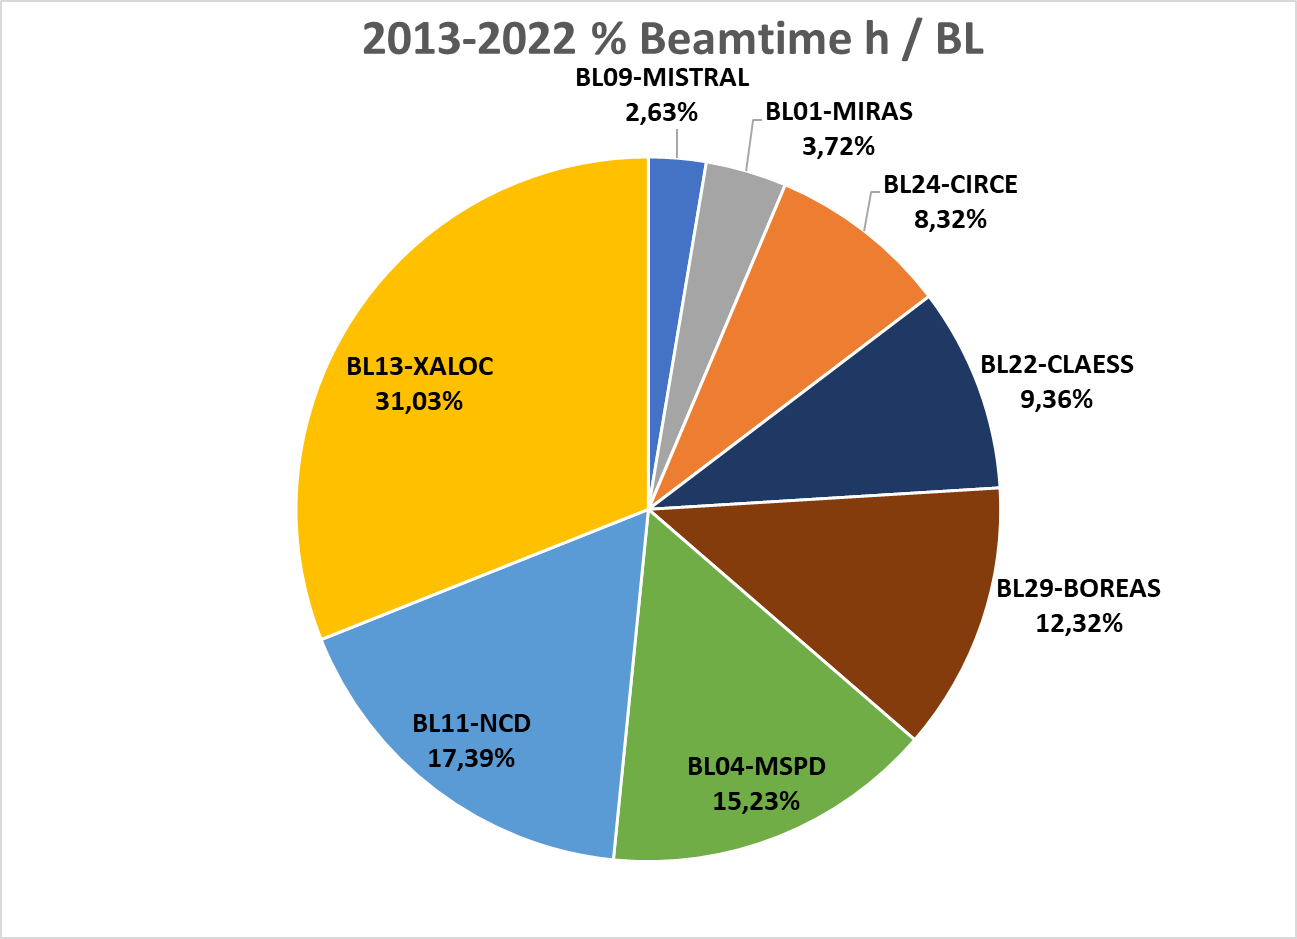 2013-2022 % Beamtime h / BL
BL09-MISTRAL
2,63%
BL01-MIRAS
3,72%
BL24-CIRCE
8,32%
BL22-CLAESS
9,36%
BL29-BOREAS
12,32%
BL04-MSPD
15,23%
BL11-NCD
17,39%
BL13-XALOC
31,03%